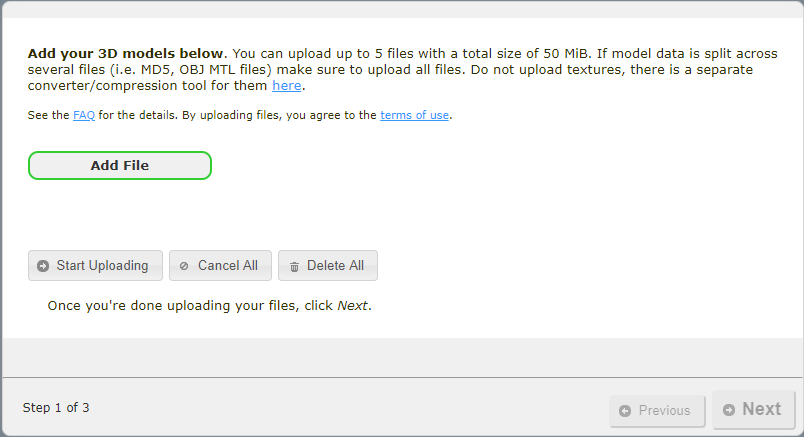 Add your 3D models below. You can upload up to 5 files with a total size of 50 MiB. If model data is split across
several files (i.e. MD5, OBJ MTL files) make sure to upload all files. Do not upload textures, there is a separate
converter/compression tool for them here.
See the FAQ for the details. By uploading files, you agree to the terms of use.
Add File
Start Uploading Cancel All Delete All
Once you're done uploading your files, click Next.
Step 1 of 3 Previous Next